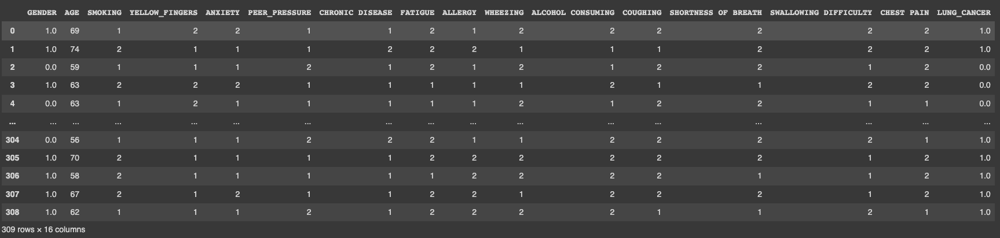 GENDER AGE SMOKING YELLOW_FINGERS ANXIETY PEER_PRESSURE CHRONIC DISEASE FATIGUE ALLERGY WHEEZING ALCOHOL CONSUMING COUGHING SHORTNESS OF BREATH SWALLOWING DIFFICULTY CHEST PAIN LUNG_CANCER
0 1.0 69 1 2 2 1 1 2 1 2 2 2 2 2 2 1.0
1 1.0 74 2 1 1 1 2 2 2 1 1 1 2 2 2 1.0
2 0.0 59 1 1 1 2 1 2 1 2 1 2 2 1 2 0.0
3 1.0 63 2 2 2 1 1 1 1 1 2 1 1 2 2 0.0
4 0.0 63 1 2 1 1 1 1 1 2 1 2 2 1 1 0.0
... ... ... ... ... ... ... ... ... ... ... ... ... ... ... ... ...
304 0.0 56 1 1 1 2 2 2 1 1 2 2 2 2 1 1.0
305 1.0 70 2 1 1 1 1 2 2 2 2 2 2 1 2 1.0
306 1.0 58 2 1 1 1 1 1 2 2 2 2 1 1 2 1.0
307 1.0 67 2 1 2 1 1 2 2 1 2 2 2 1 2 1.0
308 1.0 62 1 1 1 2 1 2 2 2 2 1 1 2 1 1.0
309 rows × 16 columns